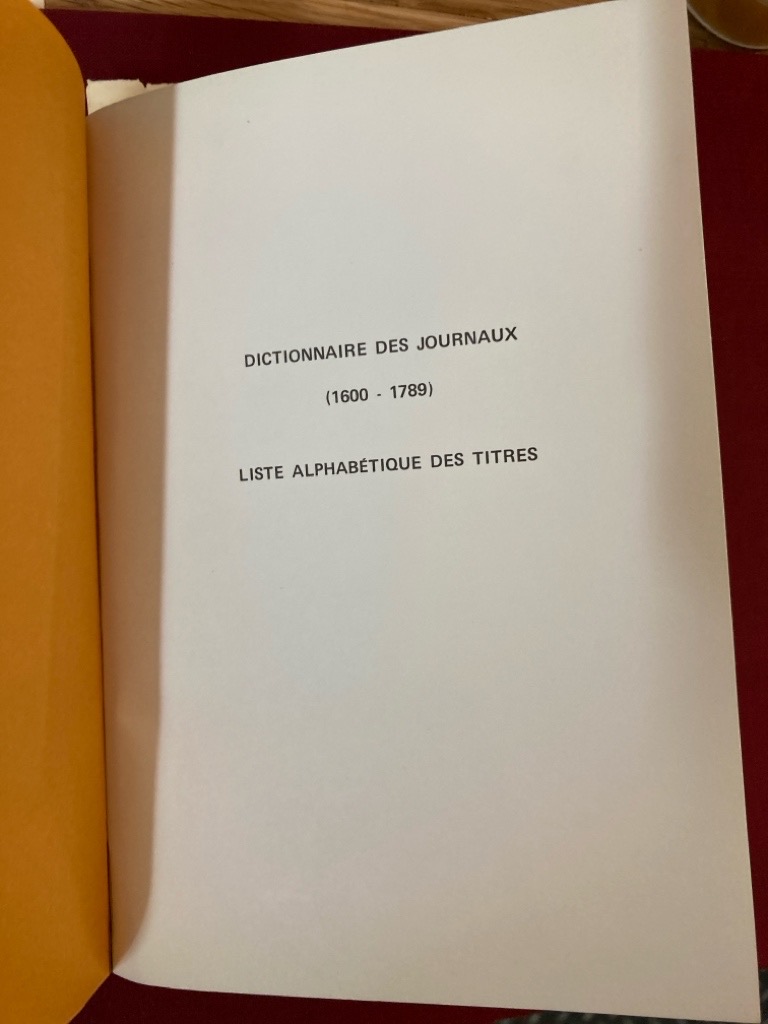 DICTIONNAIRE DES JOURNAUX
(1600 - 1789)
LISTE ALPHABÉTIQUE DES TITRES